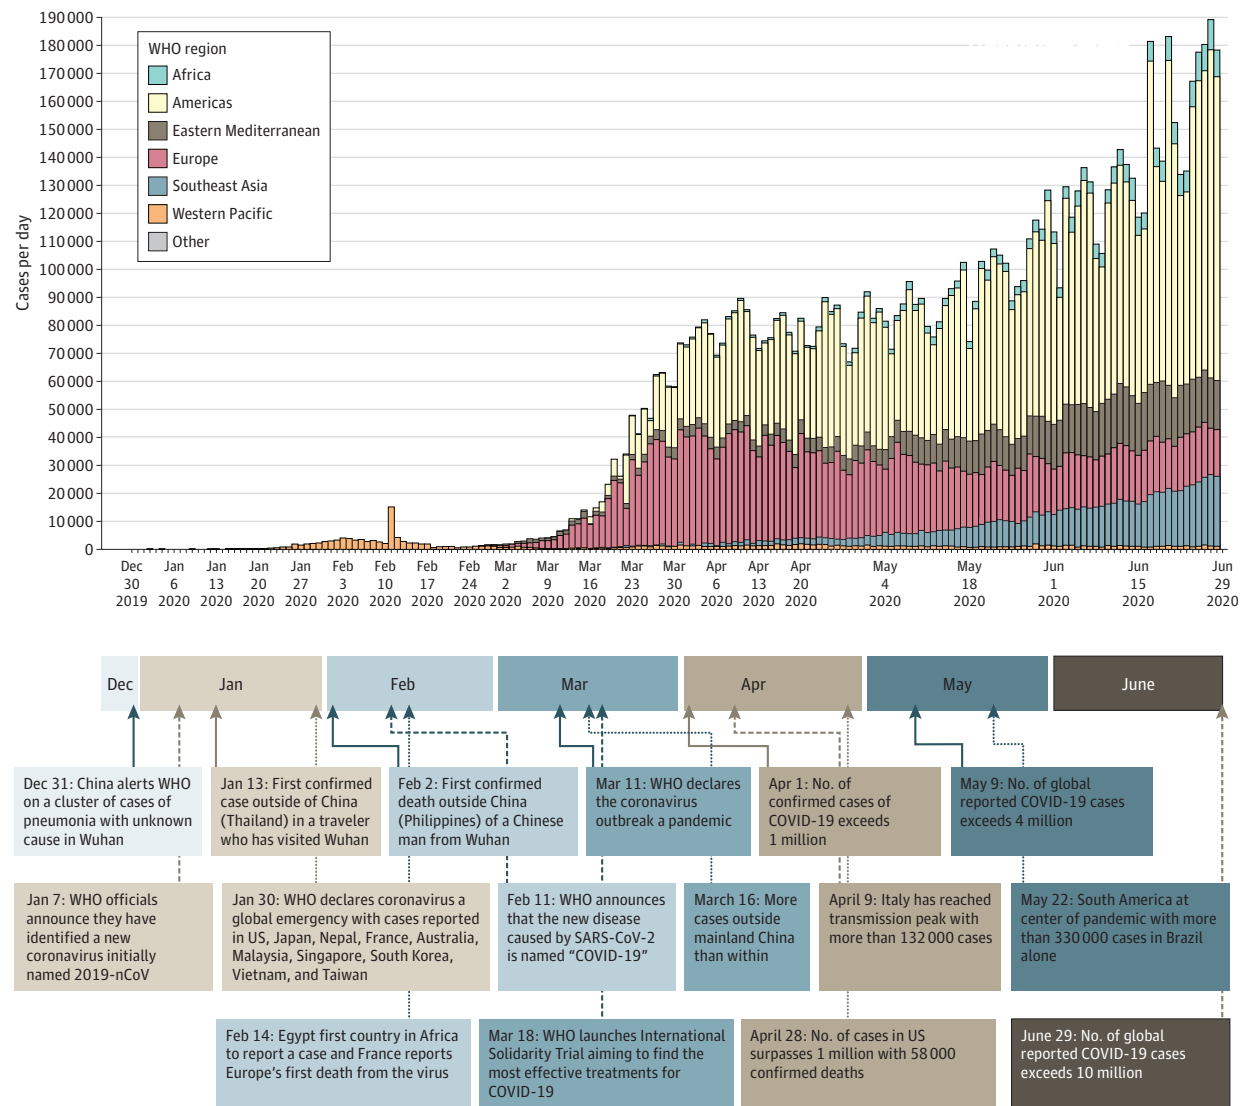 190 000
180 000
170 000
160 000
150 000
140 000
130 000
120 000
110 000
100 000
90 000
80 000
70 000
60 000
50 000
40 000
30 000
20 000
10 000
0
Cases per day
WHO region
Africa
Americas
Eastern Mediterranean
Europe
Southeast Asia
Western Pacific
Other
Dec Jan Jan Jan Jan Feb Feb Feb Feb Mar Mar Mar Mar Mar Apr Apr Apr May May Jun Jun Jun
30 6 13 20 27 3 10 17 24 2 9 16 23 30 6 13 20 4 18 1 15 29
2019 2020 2020 2020 2020 2020 2020 2020 2020 2020 2020 2020 2020 2020 2020 2020 2020 2020 2020 2020 2020 2020
Dec Jan Feb Mar Apr May June
Dec 31: China alerts WHO
on a cluster of cases of
pneumonia with unknown
cause in Wuhan
Jan 13: First confirmed
case outside of China
(Thailand) in a traveler
who has visited Wuhan
Feb 2: First confirmed
death outside China
(Philippines) of a Chinese
man from Wuhan
Mar 11: WHO declares
the coronavirus
outbreak a pandemic
Apr 1: No. of
confirmed cases of
COVID-19 exceeds
1 million
May 9: No. of global
reported COVID-19 cases
exceeds 4 million
Jan 7: WHO officials
announce they have
identified a new
coronavirus initially
named 2019-nCoV
Jan 30: WHO declares coronavirus a
global emergency with cases reported
in US, Japan, Nepal, France, Australia,
Malaysia, Singapore, South Korea,
Vietnam, and Taiwan
Feb 11: WHO announces
that the new disease
caused by SARS-CoV-2
is named “COVID-19”
March 16: More
cases outside
mainland China
than within
April 9: Italy has reached
transmission peak with
more than 132 000 cases
May 22: South America at
center of pandemic with more
than 330 000 cases in Brazil
alone
Feb 14: Egypt first country in Africa
to report a case and France reports
Europe’s first death from the virus
Mar 18: WHO launches International
Solidarity Trial aiming to find the
most effective treatments for
COVID-19
April 28: No. of cases in US
surpasses 1 million with 58 000
confirmed deaths
June 29: No. of global
reported COVID-19 cases
exceeds 10 million